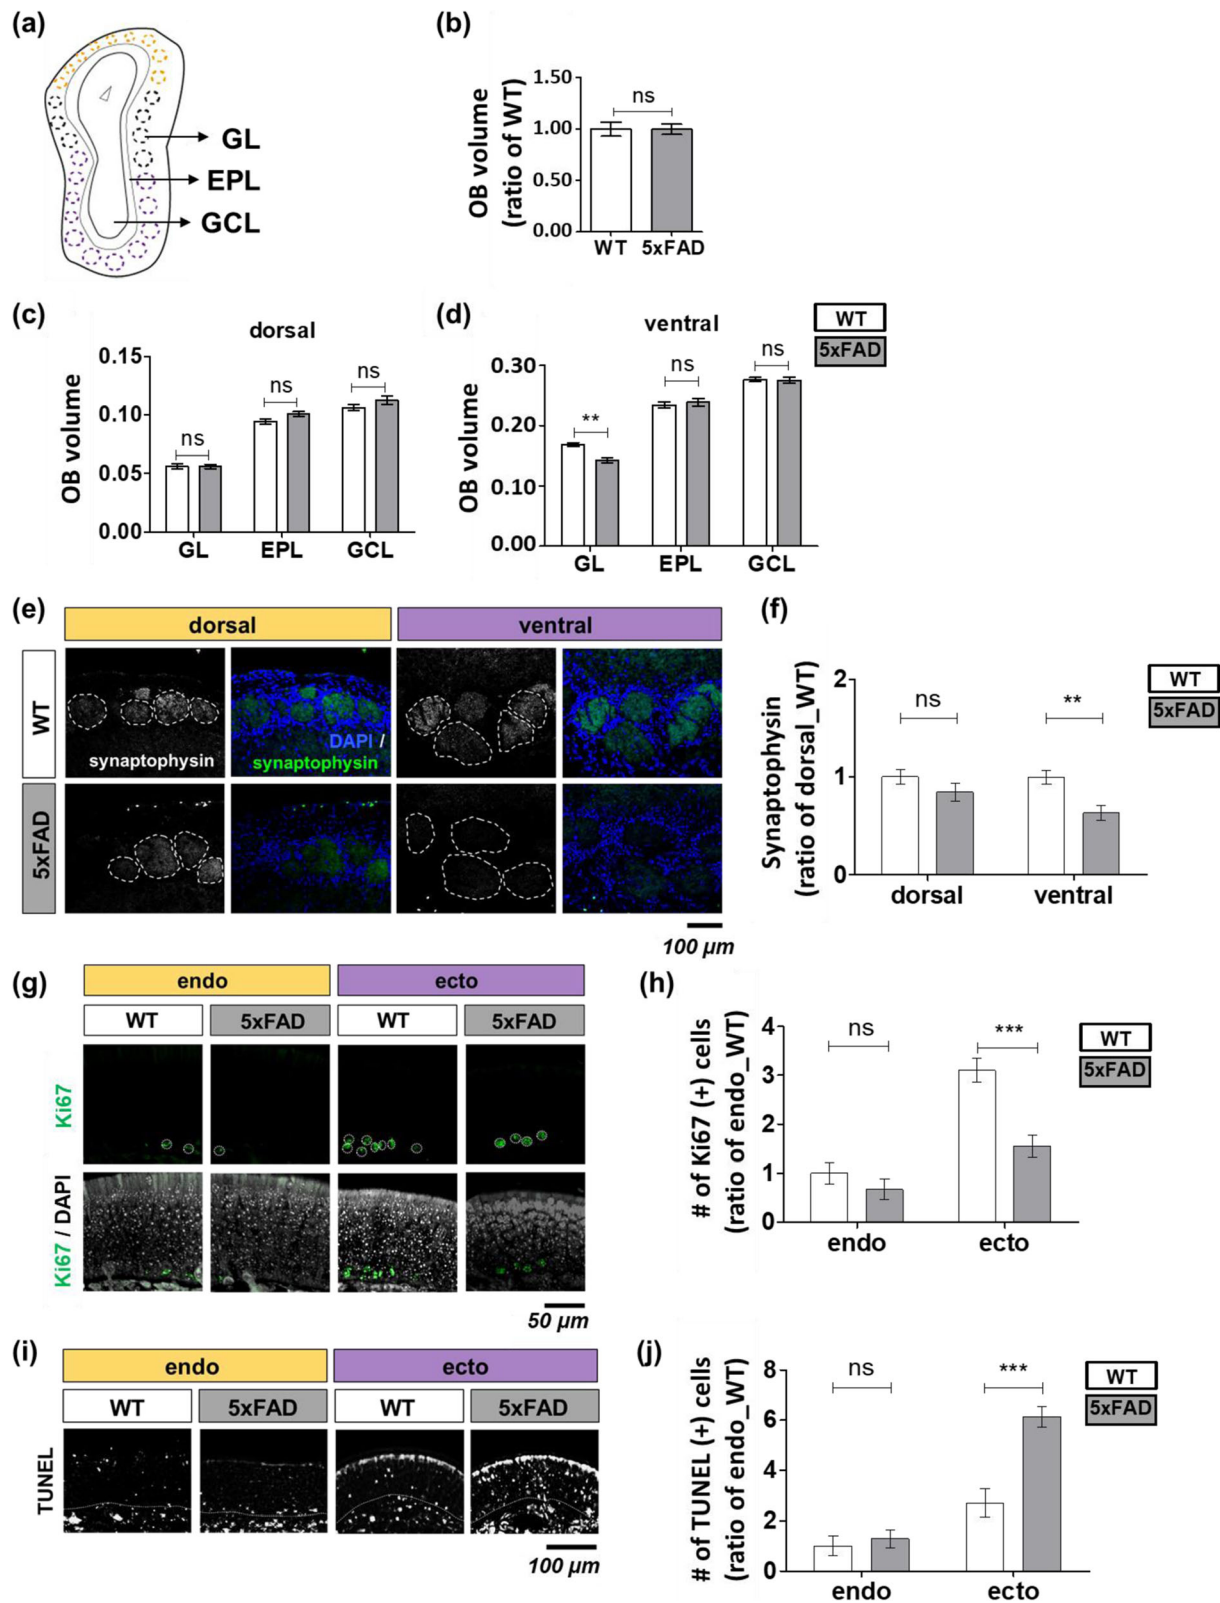 (a)
GL
EPL
GCL
(b)
OB volume
(ratio of WT)
1.50
1.00
0.50
0.00
ns
WT 5xFAD
(c)
dorsal
OB volume
0.15
0.10
0.05
0.00
ns
ns
ns
GL EPL GCL
(d)
ventral
OB volume
0.30
0.20
0.10
0.00
**
ns
ns
GL EPL GCL
WT
5xFAD
(e)
dorsal ventral
WT
synaptophysin
DAPI /
synaptophysin
5xFAD
100 µm
(f)
Synaptophysin
(ratio of dorsal_WT)
2
1
0
ns
**
dorsal ventral
WT
5xFAD
(g)
endo ecto
WT 5xFAD WT 5xFAD
Ki67
Ki67 / DAPI
50 µm
(h)
# of Ki67 (+) cells
(ratio of endo_WT)
4
3
2
1
0
ns
***
endo ecto
WT
5xFAD
(i)
endo ecto
WT 5xFAD WT 5xFAD
TUNEL
100 µm
(j)
# of TUNEL (+) cells
(ratio of endo_WT)
8
6
4
2
0
ns
***
endo ecto
WT
5xFAD